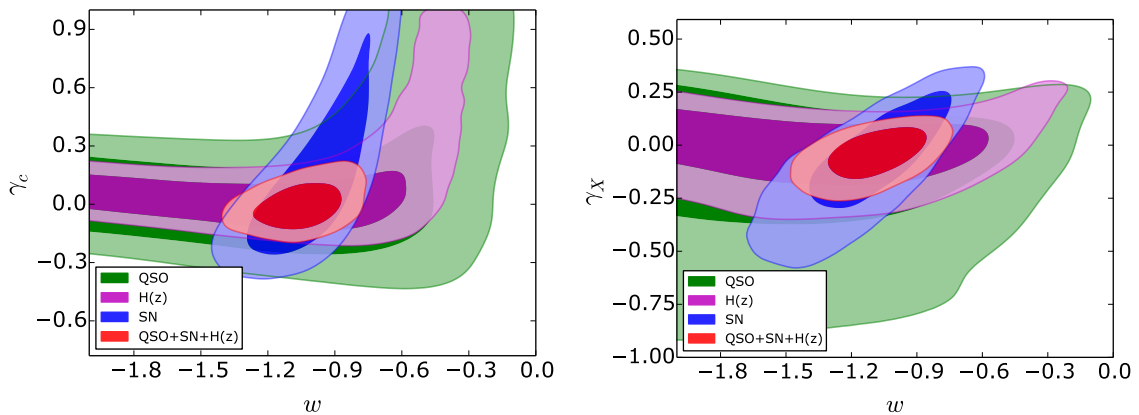 0.9
0.6
0.3
0.0
−0.3
−0.6
γc
−1.8 −1.5 −1.2 −0.9 −0.6 −0.3 0.0
w
QSO
H(z)
SN
QSO+SN+H(z)
0.50
0.25
0.00
−0.25
−0.50
−0.75
−1.00
γX
−1.8 −1.5 −1.2 −0.9 −0.6 −0.3 0.0
w
QSO
H(z)
SN
QSO+SN+H(z)